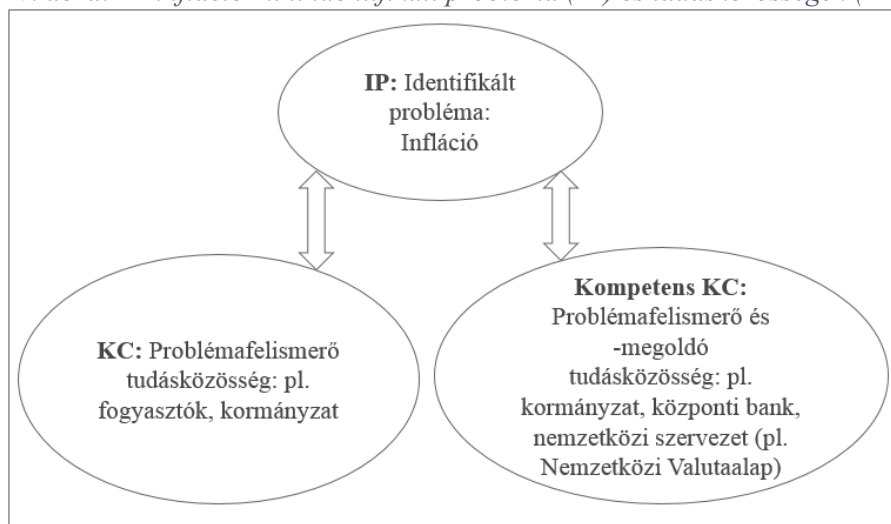 IP: Identifikált
probléma:
Infláció
KC: Problémafelismerő
tudásközösség: pl.
fogyasztók, kormányzat
Kompetens KC:
Problémafelismerő és
-megoldó
tudásközösség: pl.
kormányzat, központi bank,
nemzetközi szervezet (pl.
Nemzetközi Valutaalap)